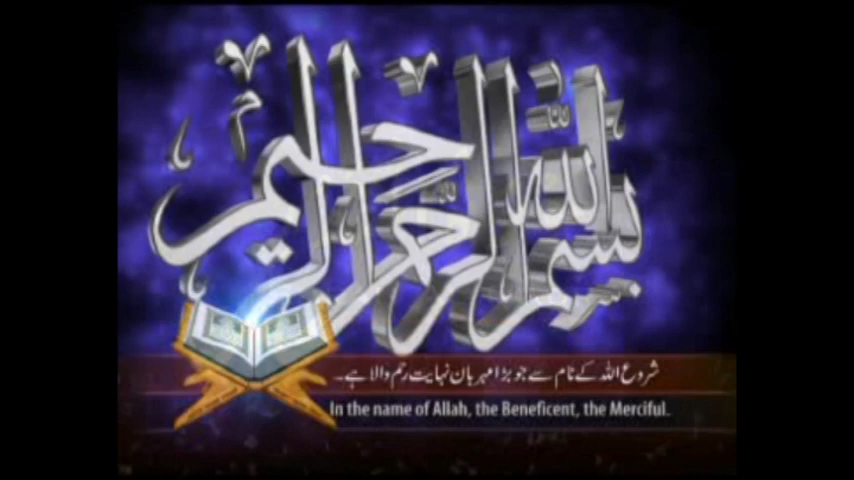 بسم الله الرحمن الرحيم
شروع اللہ کے نام سے جو بڑا مہربان نہایت رحم والا ہے۔
In the name of Allah, the Beneficent, the Merciful.